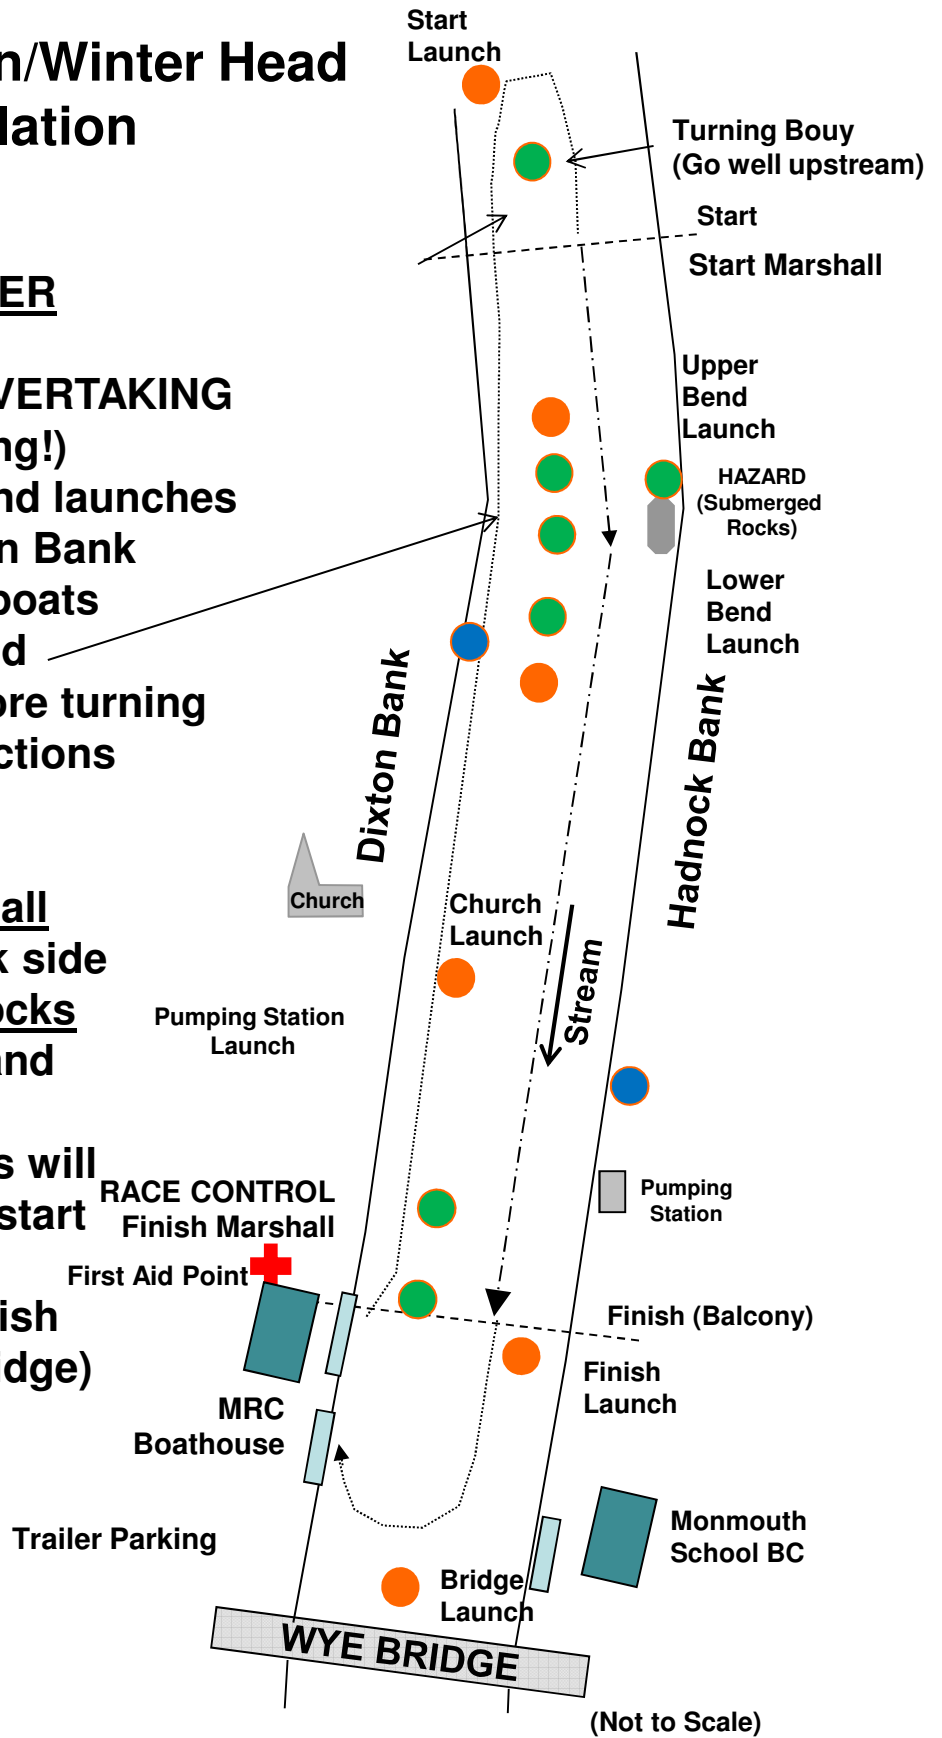 n/Winter Head
lation
ER
VERTAKING
ng!)
nd launches
n Bank
boats
d
ore turning
ctions
all
k side
ocks
and
s will
start
ish
idge)
Start
Launch
Turning Bouy
(Go well upstream)
Start
Start Marshall
Upper
Bend
Launch
HAZARD
(Submerged
Rocks)
Lower
Bend
Launch
Dixton Bank
Hadnock Bank
Church
Church
Launch
Stream
Pumping Station
Launch
Pumping
Station
RACE CONTROL
Finish Marshall
First Aid Point
Finish (Balcony)
Finish
Launch
MRC
Boathouse
Trailer Parking
Monmouth
School BC
Bridge
Launch
WYE BRIDGE
(Not to Scale)